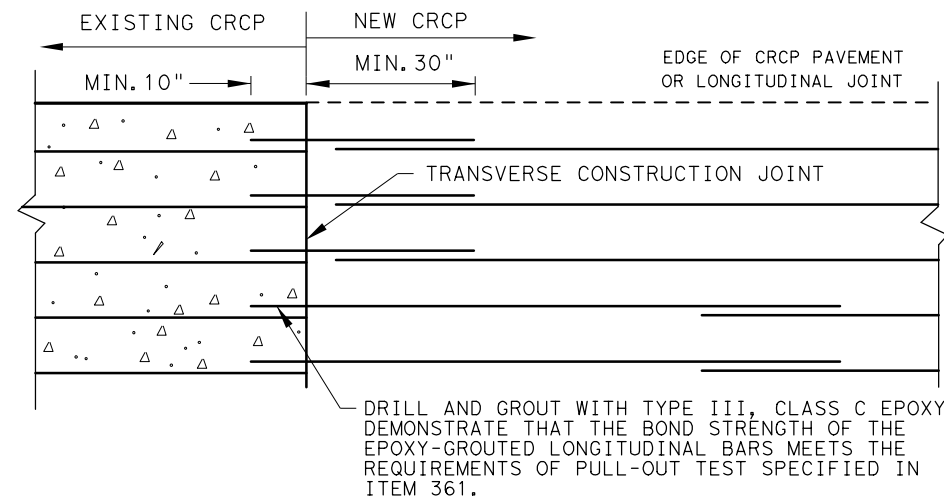 EXISTING CRCP
NEW CRCP
MIN. 10"
MIN. 30"
EDGE OF CRCP PAVEMENT
OR LONGITUDINAL JOINT
TRANSVERSE CONSTRUCTION JOINT
DRILL AND GROUT WITH TYPE III, CLASS C EPOXY
DEMONSTRATE THAT THE BOND STRENGTH OF THE
EPOXY-GROUTED LONGITUDINAL BARS MEETS THE
REQUIREMENTS OF PULL-OUT TEST SPECIFIED IN
ITEM 361.